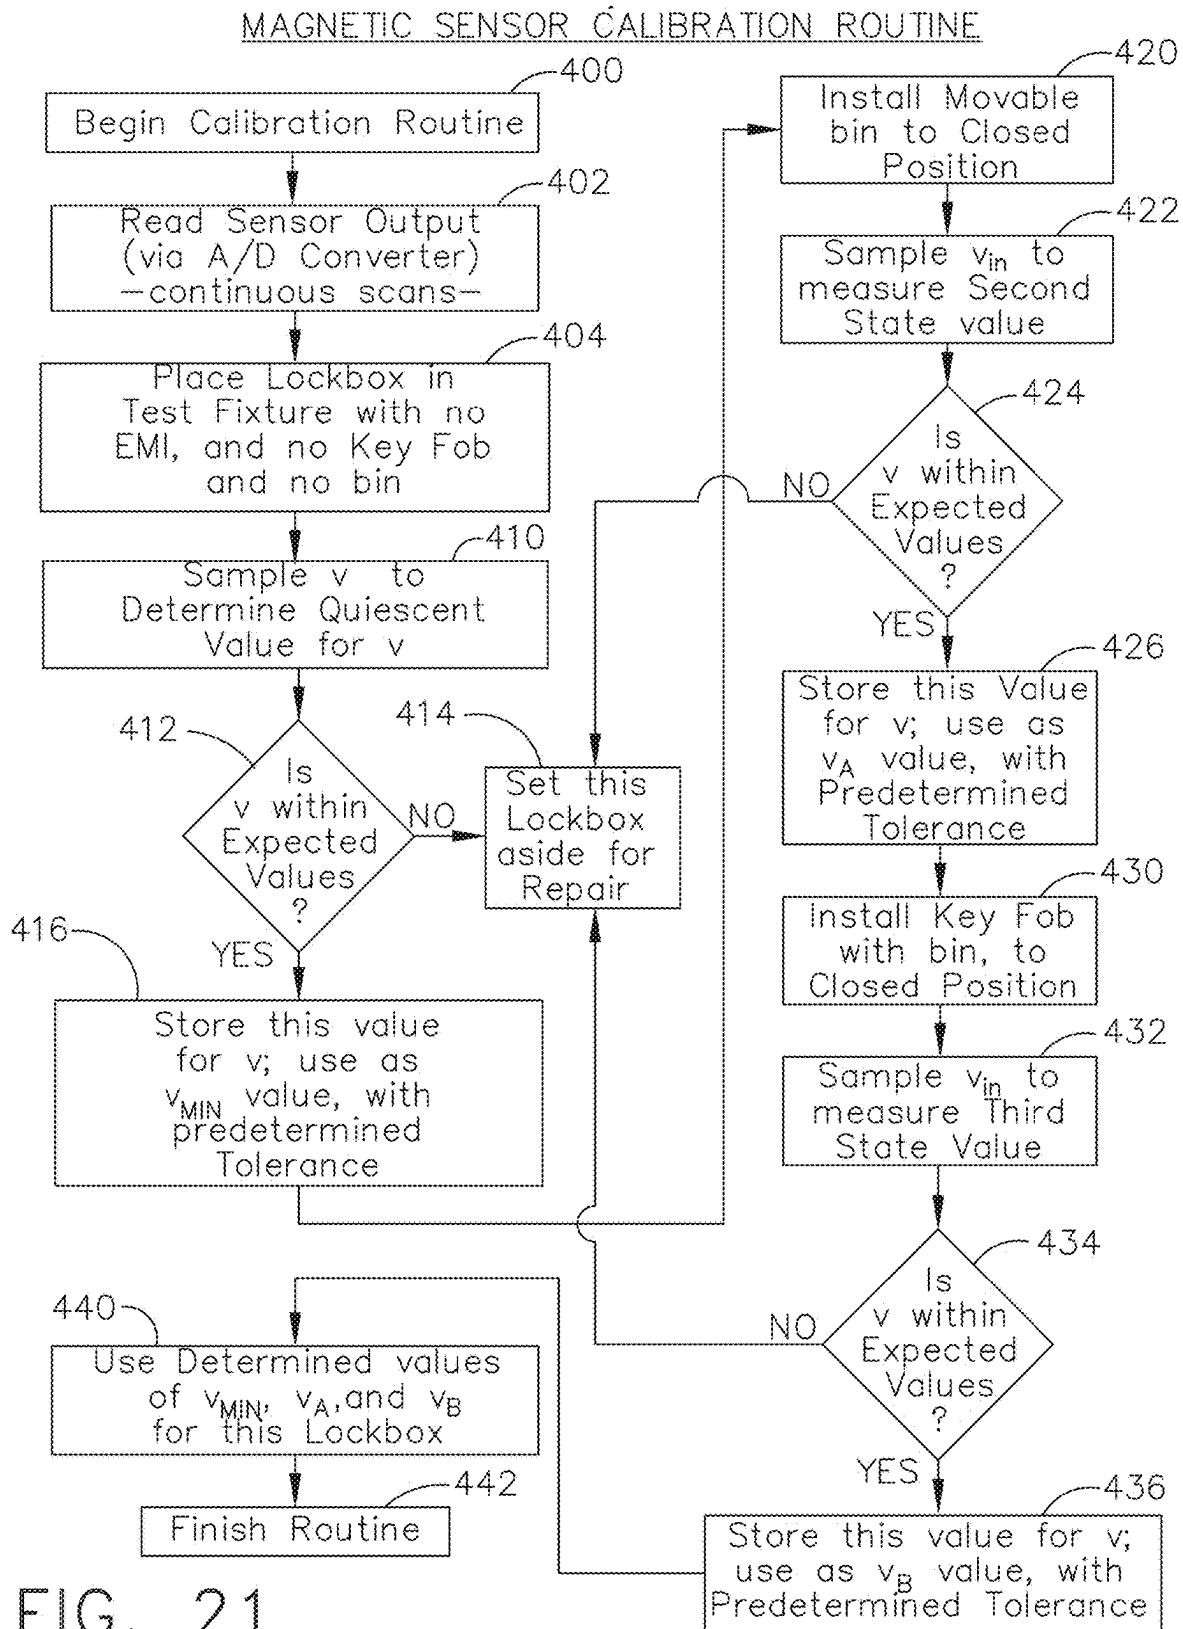 MAGNETIC SENSOR CALIBRATION ROUTINE
400
Begin Calibration Routine
402
Read Sensor Output
(via A/D Converter)
-continuous scans-
404
Place Lockbox in
Test Fixture with no
EMI, and no Key Fob
and no bin
410
Sample v to
Determine Quiescent
Value for v
412
Is
v within
Expected
Values
?
NO
YES
414
Set this
Lockbox
aside for
Repair
416
Store this value
for v; use as
vMIN value, with
predetermined
Tolerance
420
Install Movable
bin to Closed
Position
422
Sample vin to
measure Second
State value
424
Is
v within
Expected
Values
?
NO
YES
426
Store this Value
for v; use as
vA value, with
Predetermined
Tolerance
430
Install Key Fob
with bin, to
Closed Position
432
Sample vin to
measure Third
State Value
434
Is
v within
Expected
Values
?
NO
YES
436
Store this value for v;
use as vB value, with
Predetermined Tolerance
440
Use Determined values
of vMIN, vA, and vB
for this Lockbox
442
Finish Routine
FIG. 21